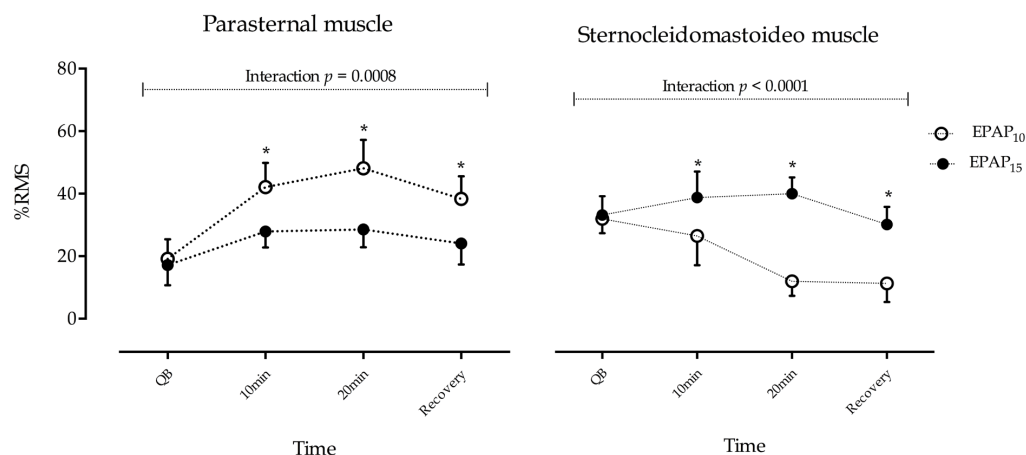 Parasternal muscle
Sternocleidomastoideo muscle
80
60
40
20
0
%RMS
Interaction p = 0.0008
*
*
*
QB
10min
20min
Recovery
Time
Interaction p < 0.0001
*
*
*
QB
10min
20min
Recovery
Time
EPAP10
EPAP15